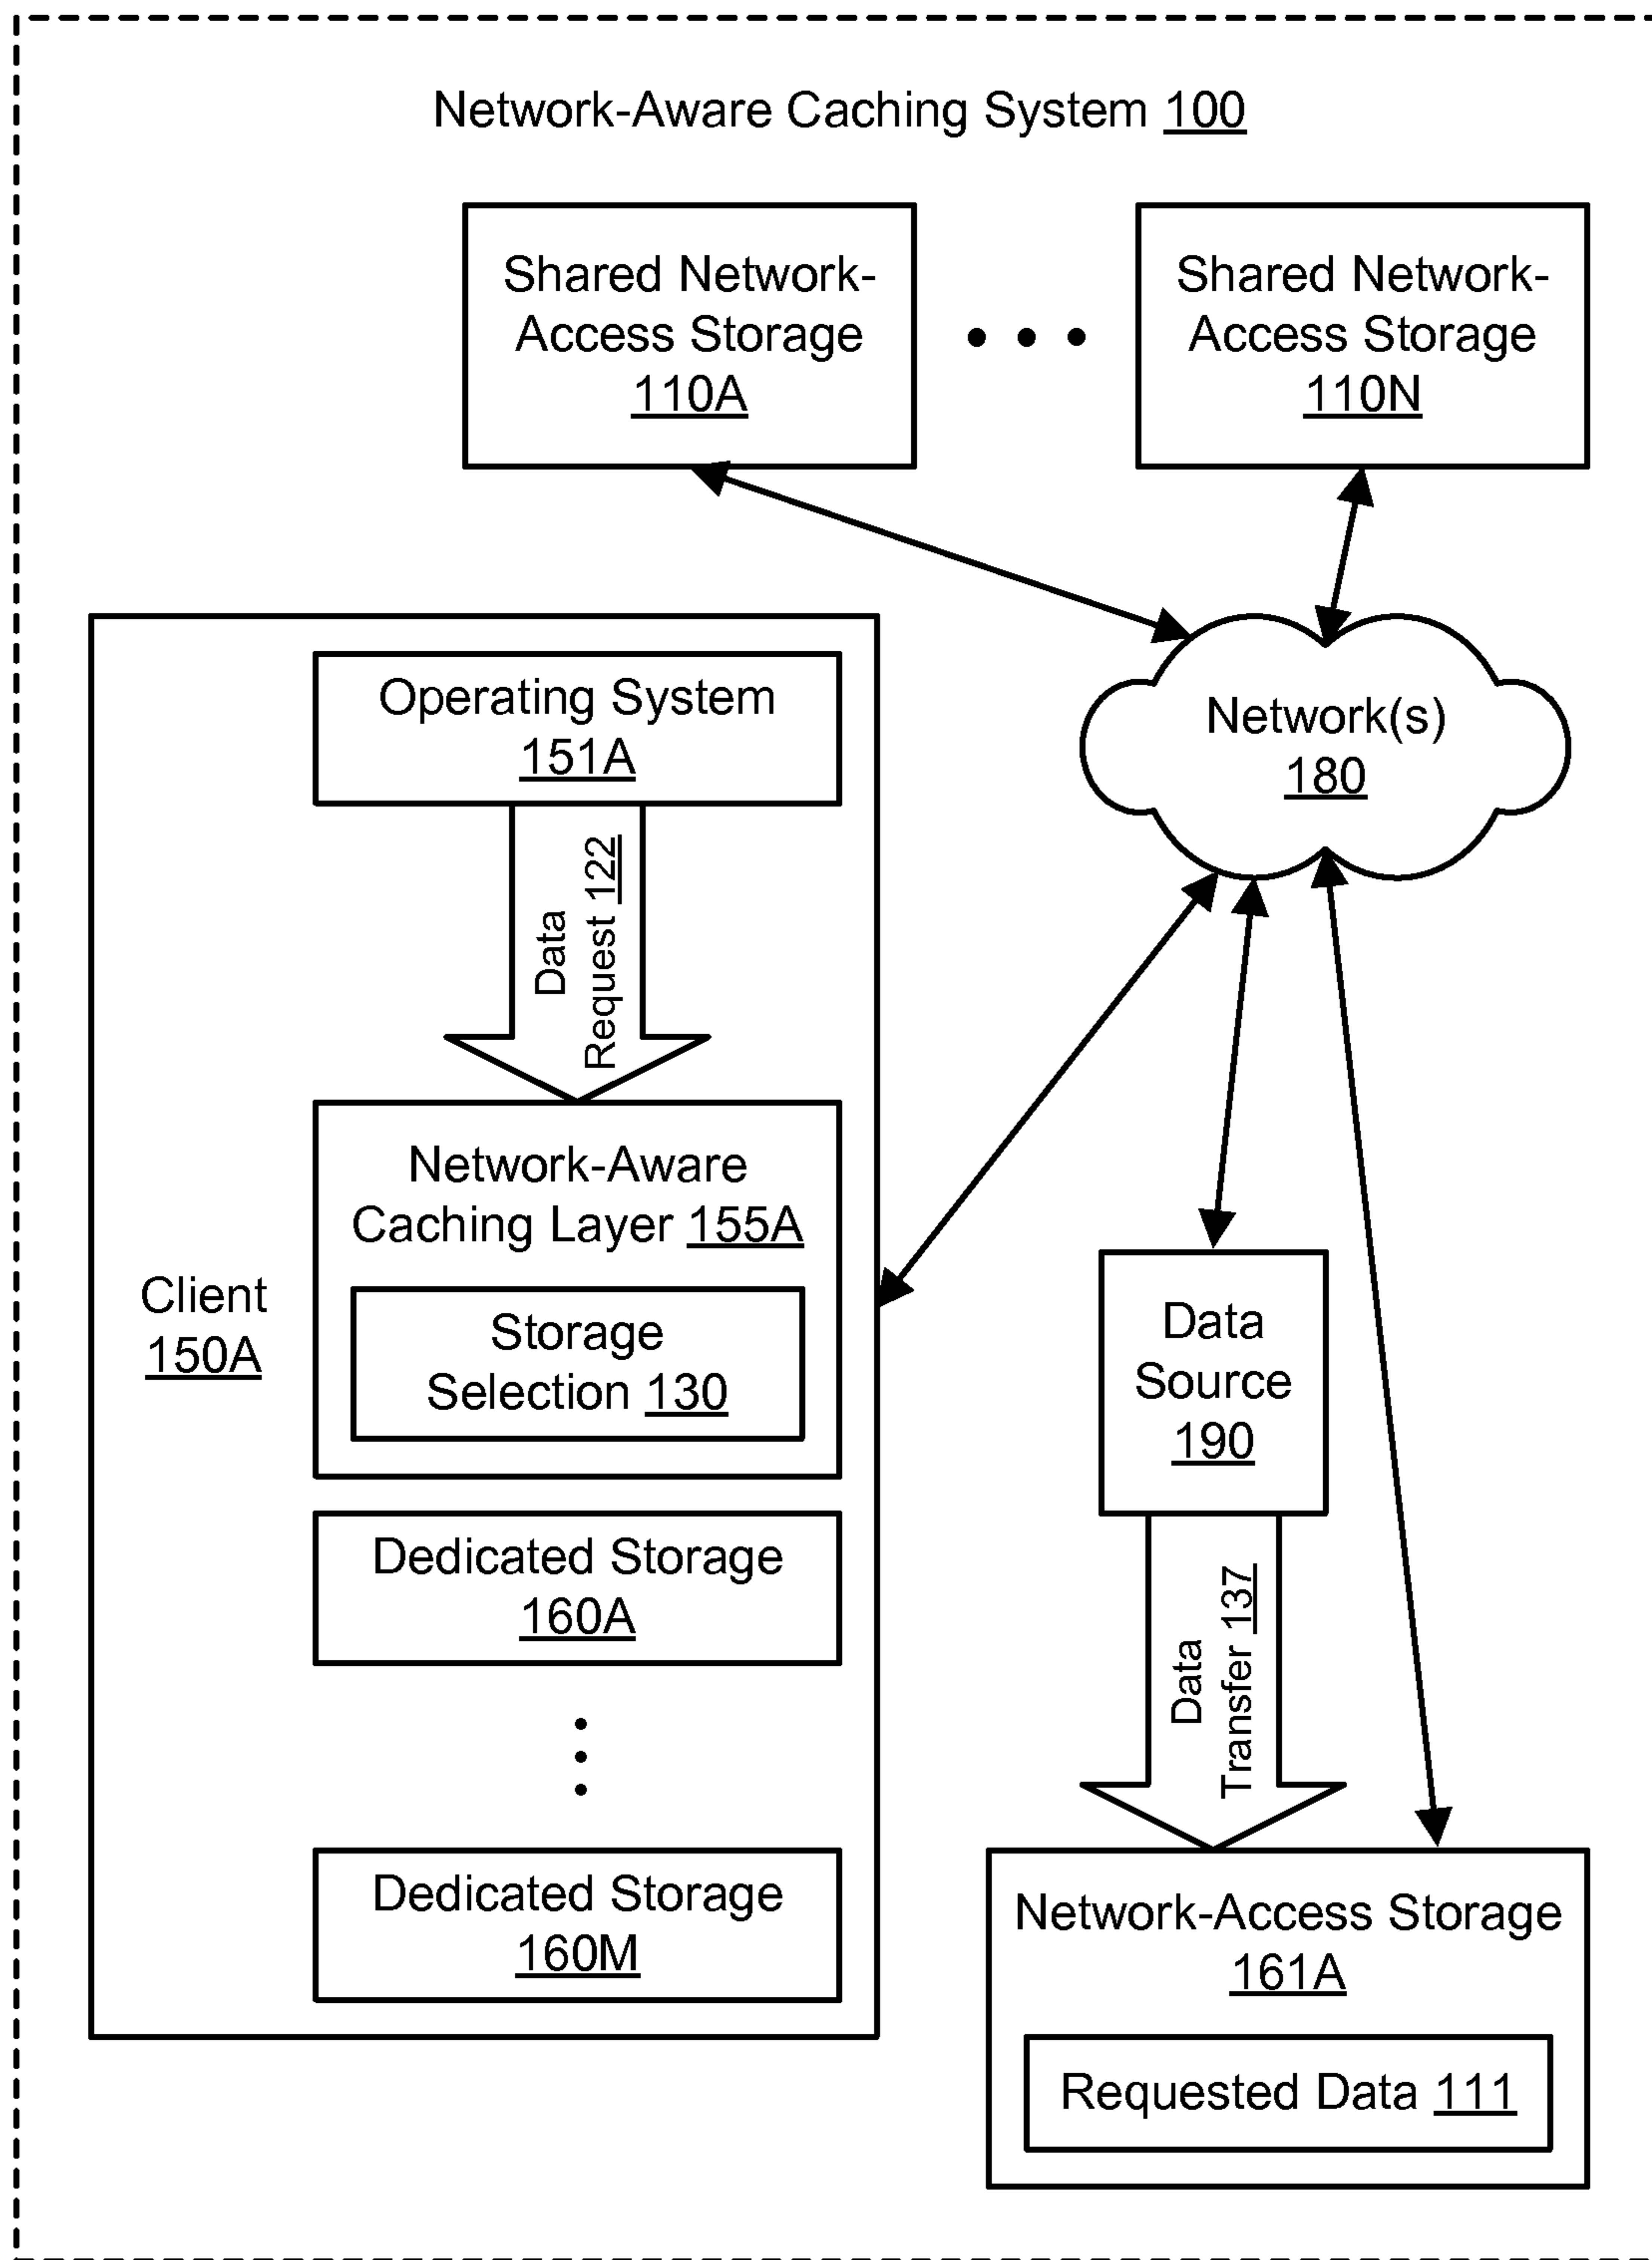 Network-Aware Caching System 100
Shared Network-
Access Storage
110A
Shared Network-
Access Storage
110N
Operating System
151A
Network(s)
180
Data
Request 122
Network-Aware
Caching Layer 155A
Storage
Selection 130
Client
150A
Data
Source
190
Dedicated Storage
160A
Data
Transfer 137
Dedicated Storage
160M
Network-Access Storage
161A
Requested Data 111